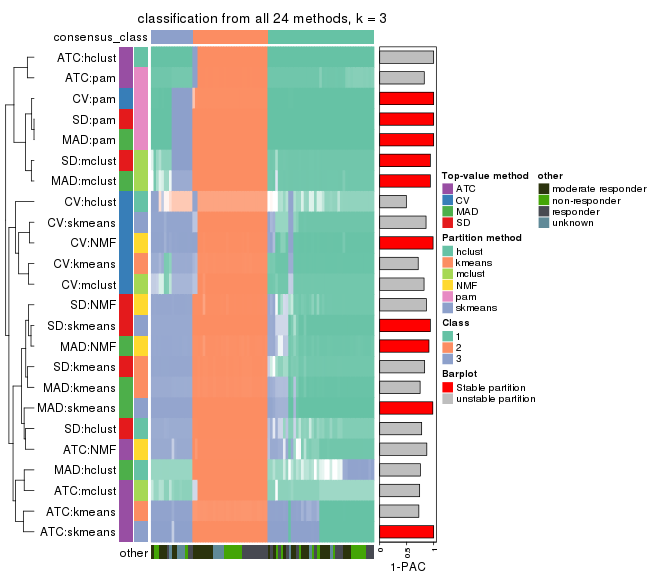 classification from all 24 methods, k = 3
consensus_class
ATC:hclust
ATC:pam
CV:pam
SD:pam
MAD:pam
SD:mclust
MAD:mclust
CV:hclust
CV:skmeans
CV:NMF
CV:kmeans
CV:mclust
SD:NMF
SD:skmeans
MAD:NMF
SD:kmeans
MAD:kmeans
MAD:skmeans
SD:hclust
ATC:NMF
MAD:hclust
ATC:mclust
ATC:kmeans
ATC:skmeans
other
0
0.5
1
1-PAC
Top-value method
ATC
CV
MAD
SD
Partition method
hclust
kmeans
mclust
NMF
pam
skmeans
Class
1
2
3
Barplot
Stable partition
unstable partition
other
moderate responder
non-responder
responder
unknown